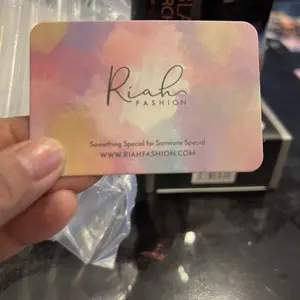 Riah
FASHION
Something Special for Someone Special
WWW.RIAHFASHION.COM